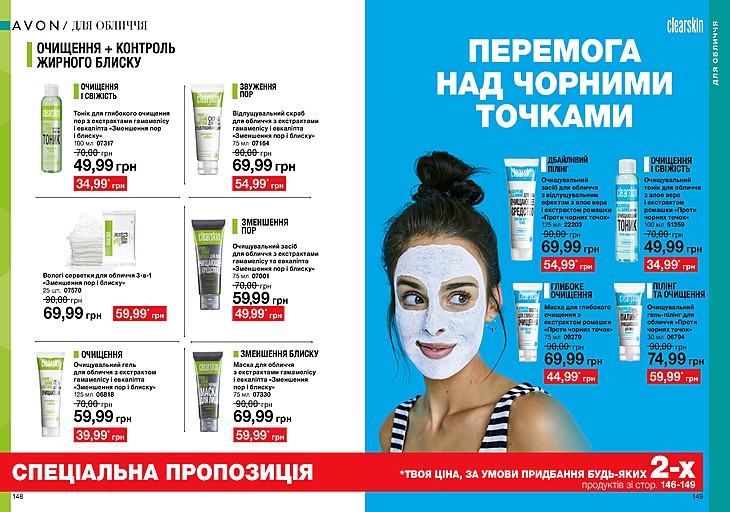 AVON / ДЛЯ ОБЛИЧЧЯ
ОЧИЩЕННЯ + КОНТРОЛЬ
ЖИРНОГО БЛИСКУ
ОЧИЩЕННЯ
І СВІЖІСТЬ
Тонік для глибокого очищення
пор з екстрактами гамамелісу
і евкаліпта «Зменшення пор
і блиску»
100 мл 07317
70,00 грн
49,99 грн
34,99* грн
ЗВУЖЕННЯ
ПОР
Відлущувальний скраб
для обличчя з екстрактами
гамамелісу і евкаліпта
«Зменшення пор і блиску»
75 мл 07164
90,00 грн
69,99 грн
54,99* грн
Вологі серветки для обличчя 3-в-1
«Зменшення пор і блиску»
25 шт. 07570
90,00 грн
69,99 грн
59,99* грн
ЗМЕНШЕННЯ
ПОР
Очищувальний засіб
для обличчя з екстрактами
гамамелісу та евкаліпта
«Зменшення пор і блиску»
75 мл 07001
70,00 грн
59,99 грн
49,99* грн
ОЧИЩЕННЯ
Очищувальний гель
для обличчя з екстрактом
гамамелісу і евкаліпта
«Зменшення пор і блиску»
125 мл 06818
70,00 грн
59,99 грн
39,99* грн
ЗМЕНШЕННЯ БЛИСКУ
Маска для обличчя
з екстрактами гамамелісу
і евкаліпта «Зменшення
пор і блиску»
75 мл 07330
90,00 грн
69,99 грн
59,99* грн
clearskin
ДЛЯ ОБЛИЧЧЯ
ПЕРЕМОГА
НАД ЧОРНИМИ
ТОЧКАМИ
ДБАЙЛИВИЙ
ПІЛІНГ
Очищувальний
засіб для обличчя
з відлущувальним
ефектом з алое вера
і екстрактом ромашки
«Проти чорних точок»
125 мл 22203
90,00 грн
69,99 грн
54,99* грн
ОЧИЩЕННЯ
І СВІЖІСТЬ
Очищувальний
тонік для обличчя
з алое вера
і екстрактом
ромашки «Проти
чорних точок»
100 мл 51359
70,00 грн
49,99 грн
34,99* грн
ГЛИБОКЕ
ОЧИЩЕННЯ
Маска для глибокого
очищення з
екстрактом ромашки
«Проти чорних точок»
75 мл 09279
90,00 грн
69,99 грн
44,99* грн
ПІЛІНГ
ТА ОЧИЩЕННЯ
Очищувальний
гель-пілінг для
обличчя «Проти
чорних точок»
30 мл 06794
90,00 грн
74,99 грн
59,99* грн
СПЕЦІАЛЬНА ПРОПОЗИЦІЯ
*ТВОЯ ЦІНА, ЗА УМОВИ ПРИДБАННЯ БУДЬ-ЯКИХ 2-х
продуктів зі стор. 146-149
148
149